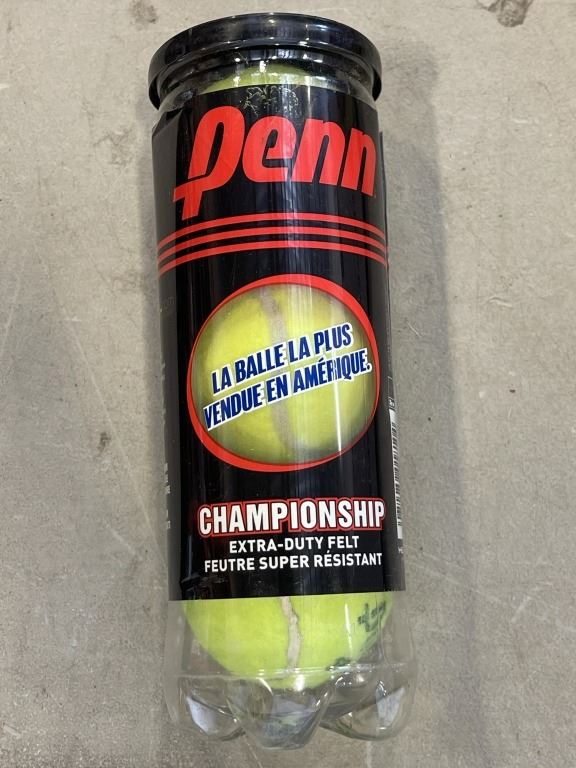 Penn
LA BALLE LA PLUS
VENDUE EN AMÉRIQUE.
CHAMPIONSHIP
EXTRA-DUTY FELT
FEUTRE SUPER RÉSISTANT